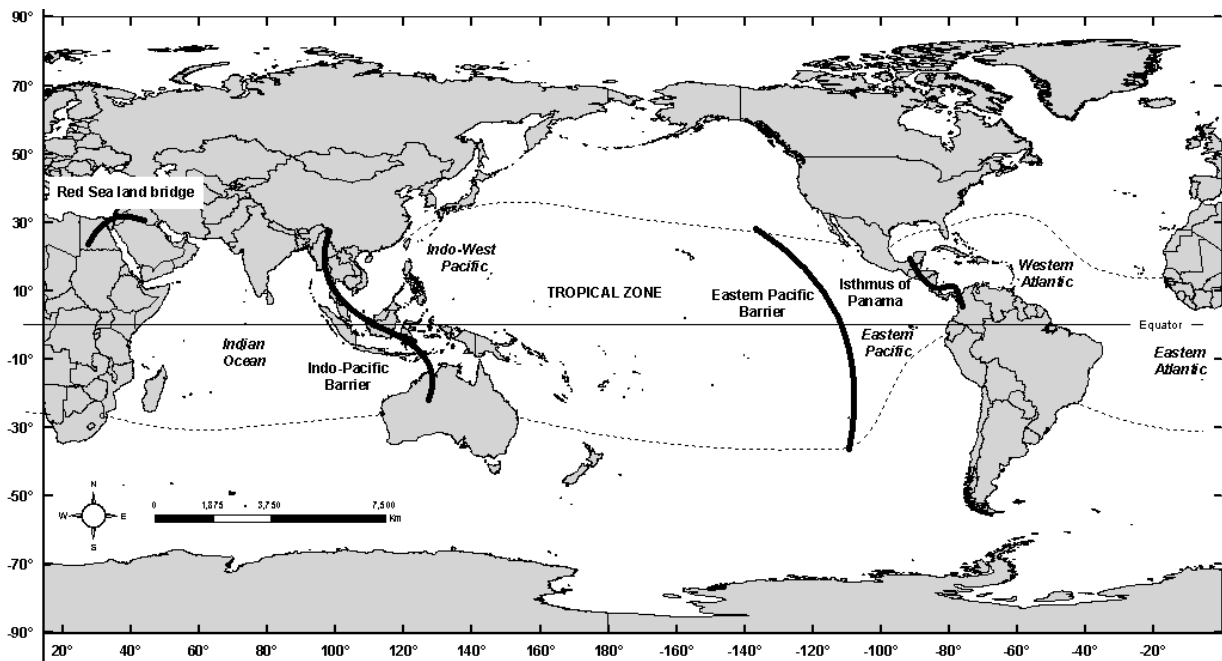 90°
70°
50°
30°
10°
-10°
-30°
-50°
-70°
-90°
Red Sea land bridge
Indo-West
Pacific
TROPICAL ZONE
Eastern Pacific
Barrier
Isthmus of
Panama
Western
Atlantic
Equator
Indian
Ocean
Indo-Pacific
Barrier
Eastern
Pacific
Eastern
Atlantic
N
W E
S
0 1,875 3,750 7,500
Km
20° 40° 60° 80° 100° 120° 140° 160° 180° -160° -140° -120° -100° -80° -60° -40° -20°